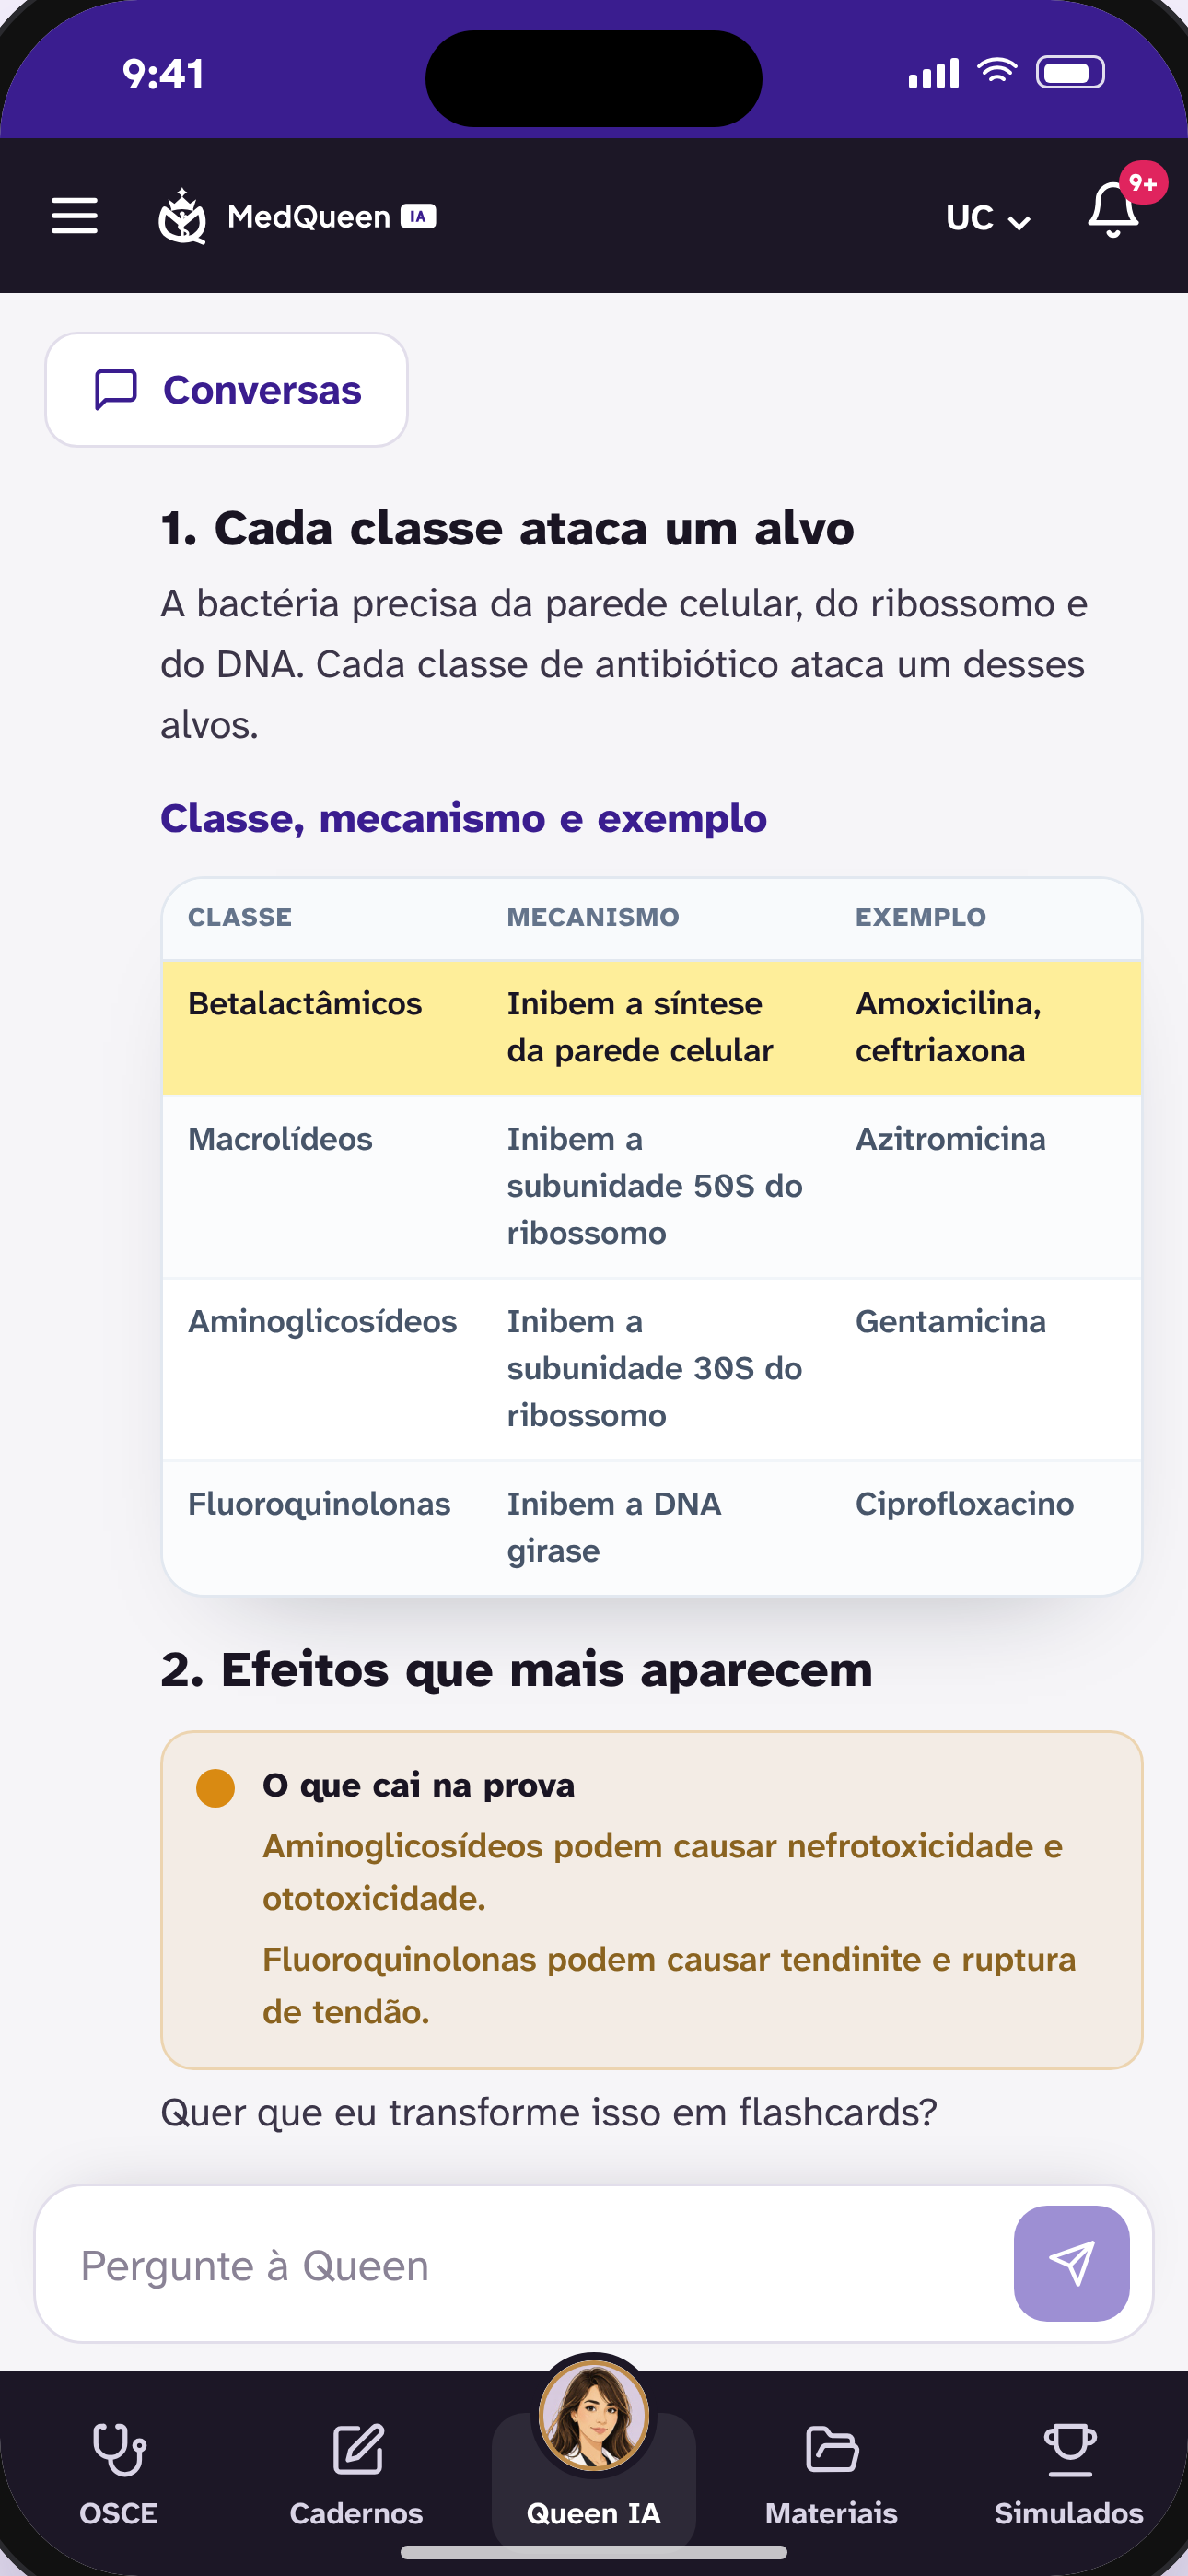 9:41
MedQueen IA
UC
9+
Conversas
1. Cada classe ataca um alvo
A bactéria precisa da parede celular, do ribossomo e
do DNA. Cada classe de antibiótico ataca um desses
alvos.
Classe, mecanismo e exemplo
CLASSE MECANISMO EXEMPLO
Betalactâmicos Inibem a síntese Amoxicilina,
da parede celular ceftriaxona
Macrolídeos Inibem a Azitromicina
subunidade 50S do
ribossomo
Aminoglicosídeos Inibem a Gentamicina
subunidade 30S do
ribossomo
Fluoroquinolonas Inibem a DNA Ciprofloxacino
girase
2. Efeitos que mais aparecem
O que cai na prova
Aminoglicosídeos podem causar nefrotoxicidade e
ototoxicidade.
Fluoroquinolonas podem causar tendinite e ruptura
de tendão.
Quer que eu transforme isso em flashcards?
Pergunte à Queen
OSCE Cadernos Queen IA Materiais Simulados